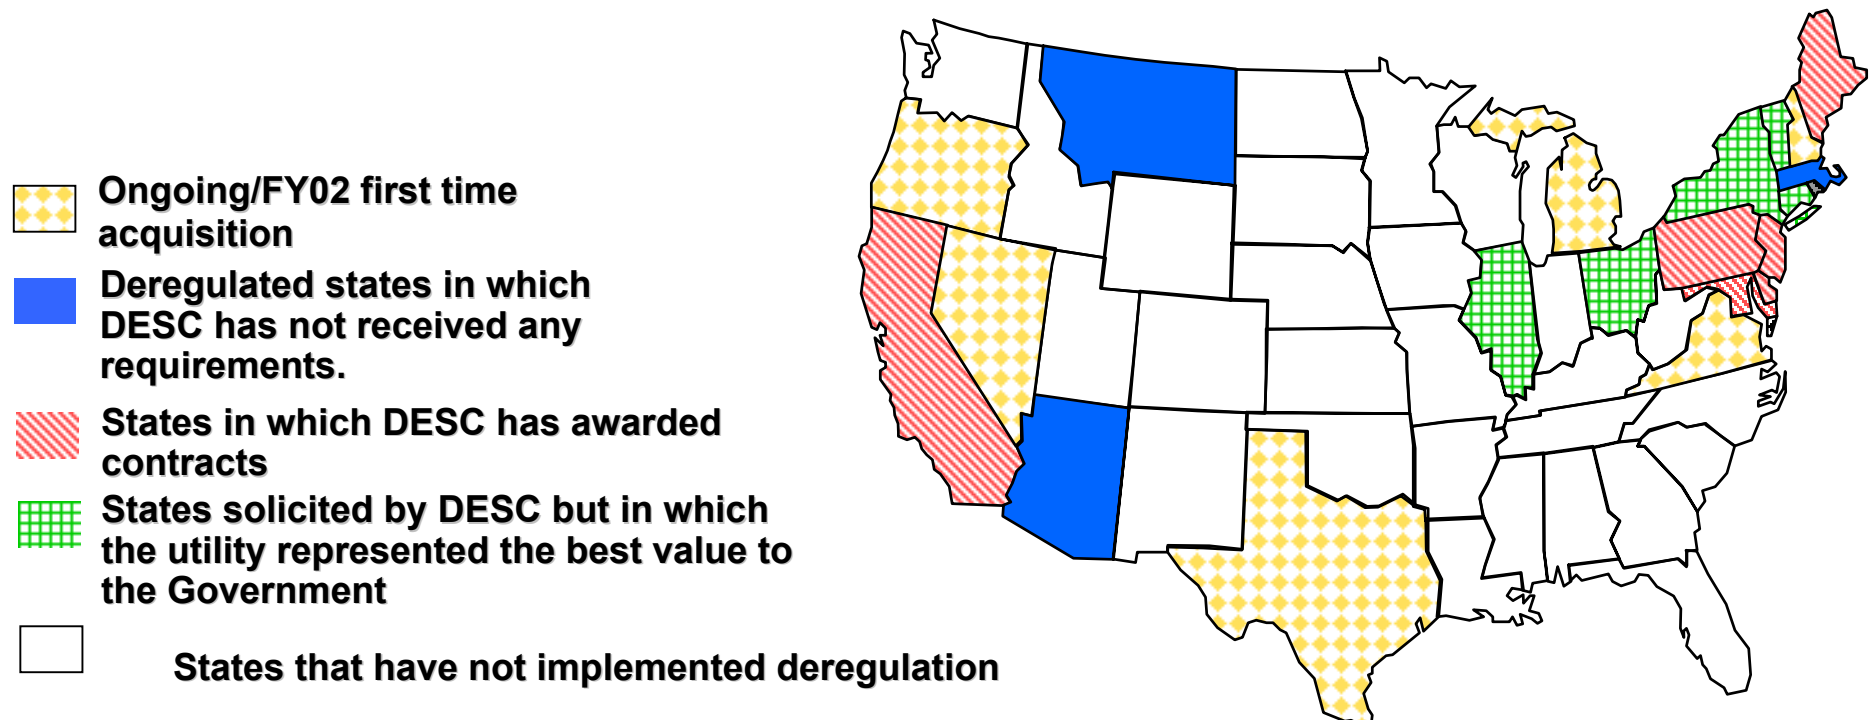 Ongoing/FY02 first time
acquisition
Deregulated states in which
DESC has not received any
requirements.
States in which DESC has awarded
contracts
States solicited by DESC but in which
the utility represented the best value to
the Government
States that have not implemented deregulation